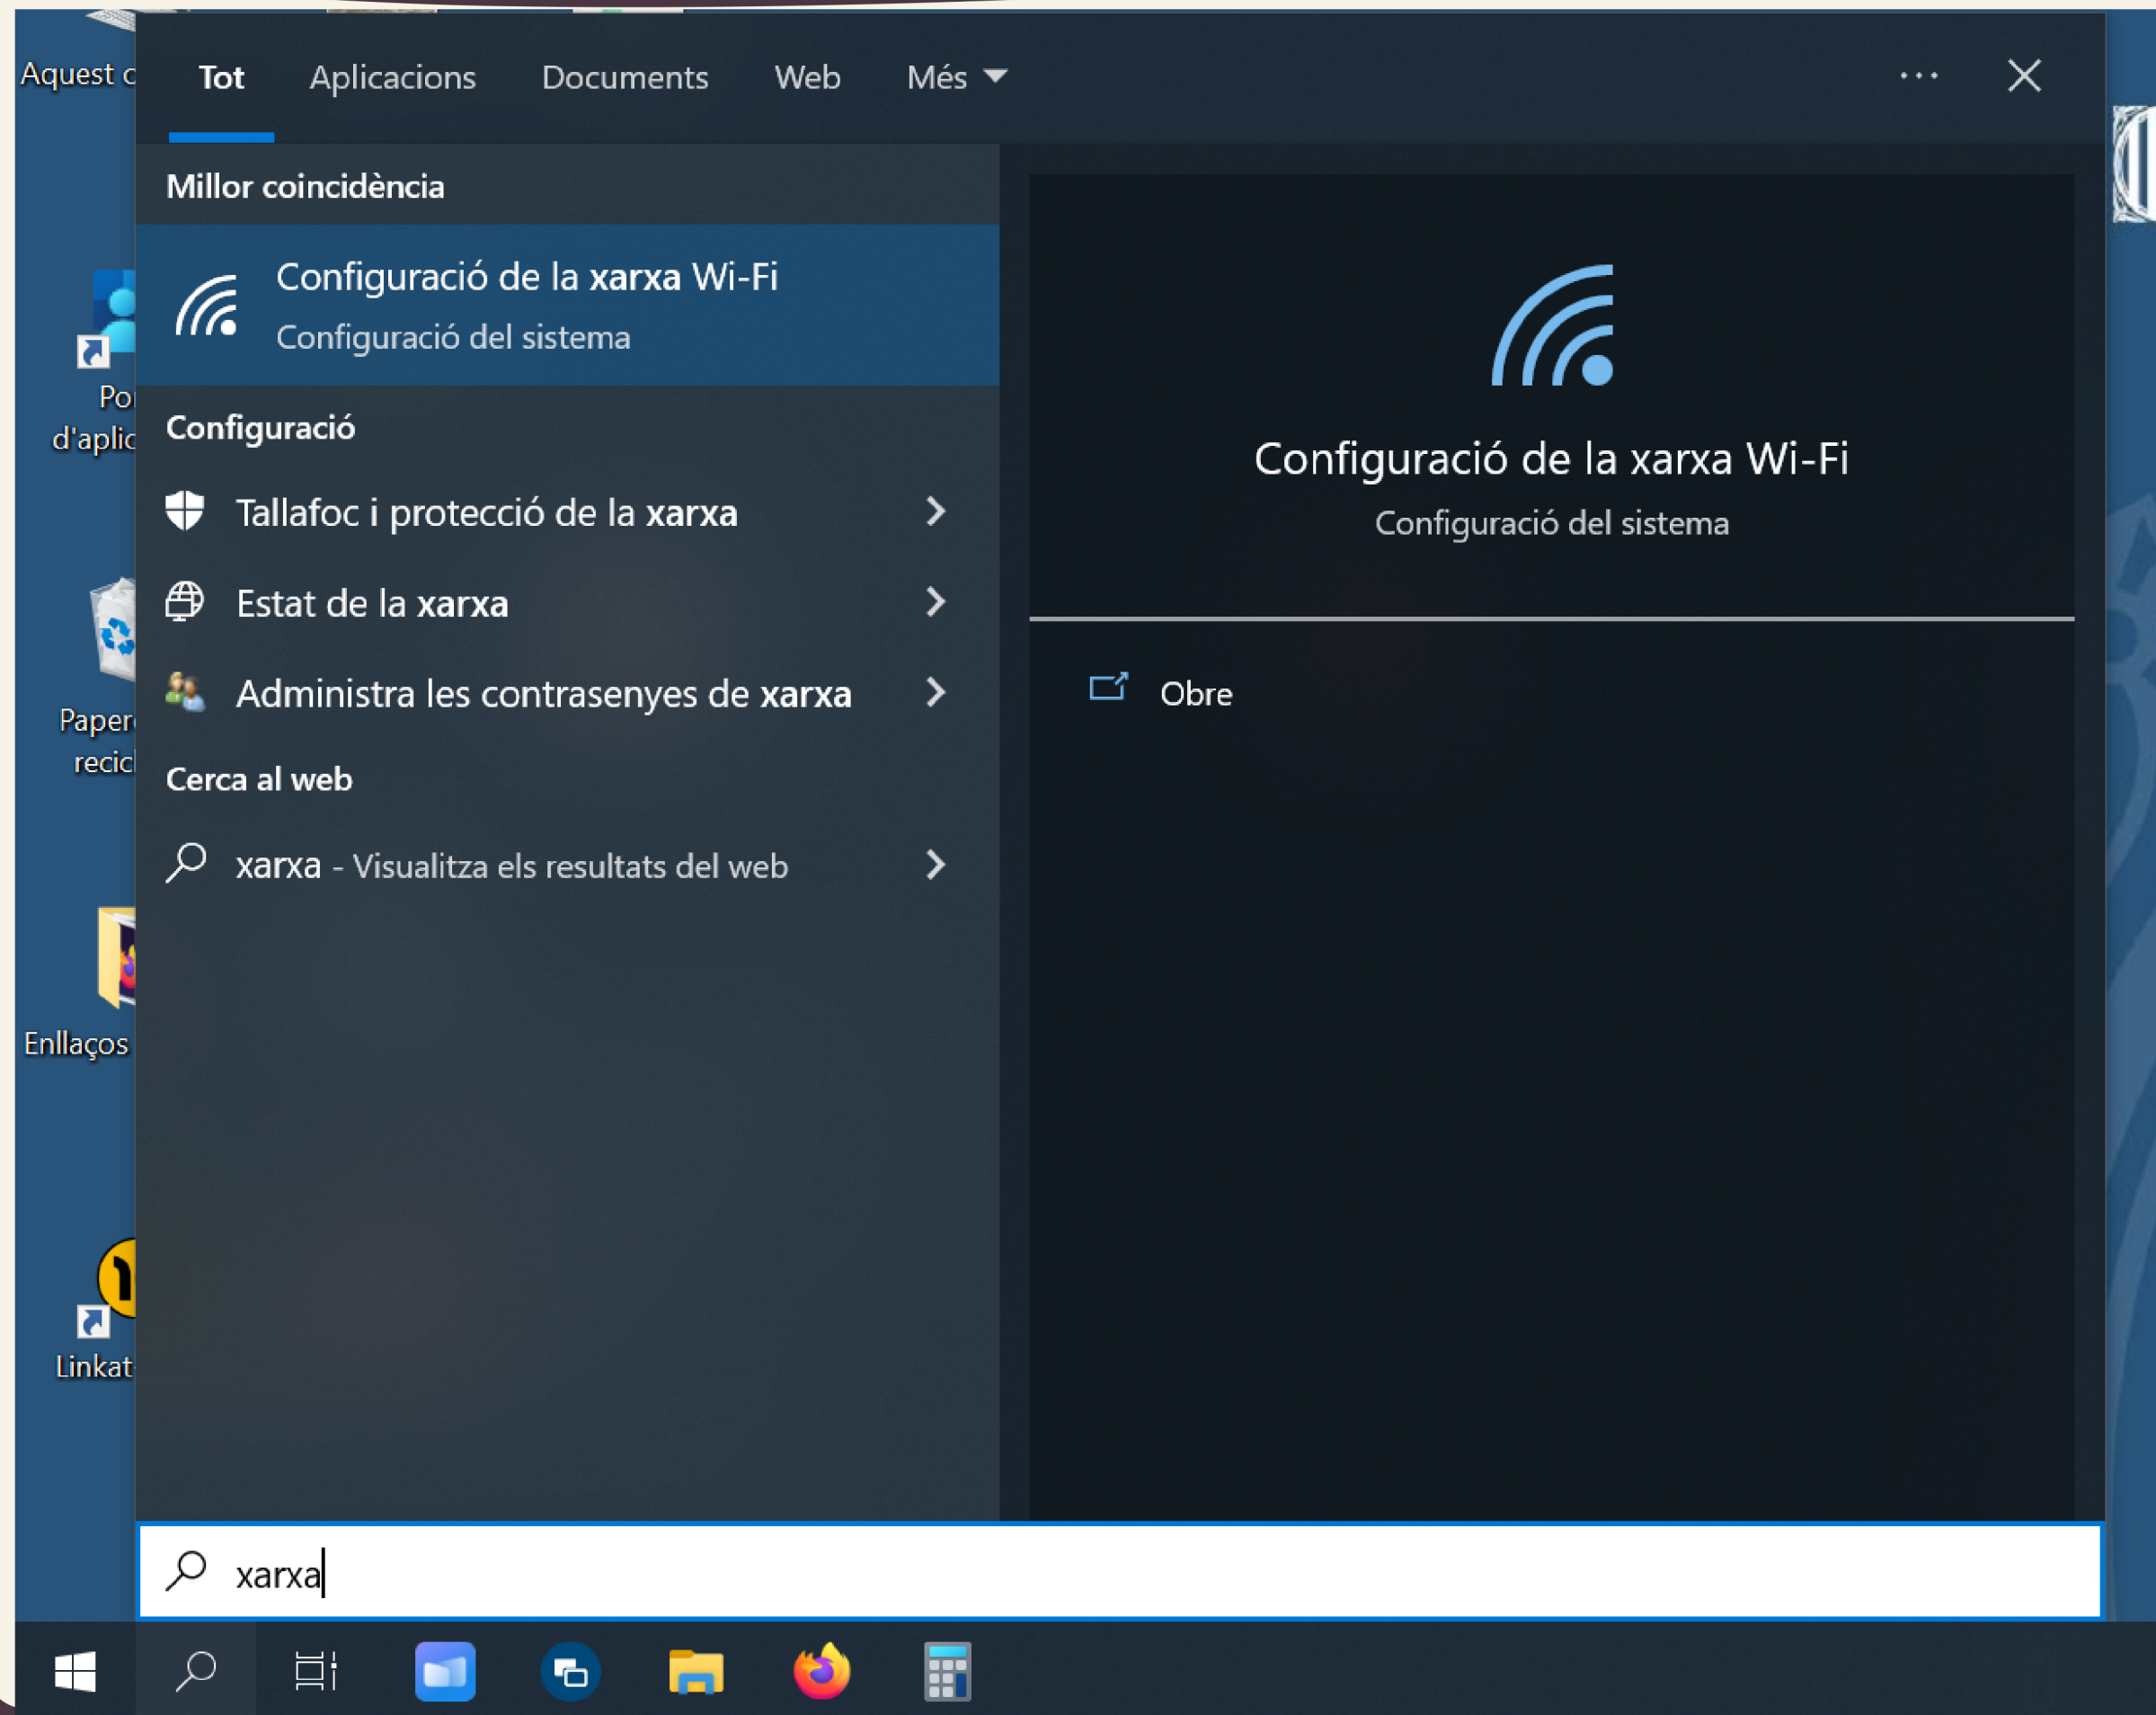 Tot Aplicacions Documents Web Més
Millor coincidència
Configuració de la xarxa Wi-Fi
Configuració del sistema
Configuració
Tallafoc i protecció de la xarxa
Estat de la xarxa
Administra les contrasenyes de xarxa
Cerca al web
xarxa - Visualitza els resultats del web
Configuració de la xarxa Wi-Fi
Configuració del sistema
Obre
xarxa
Aquest
d'aplic
Paper
recicl
Enllaços
Linkat